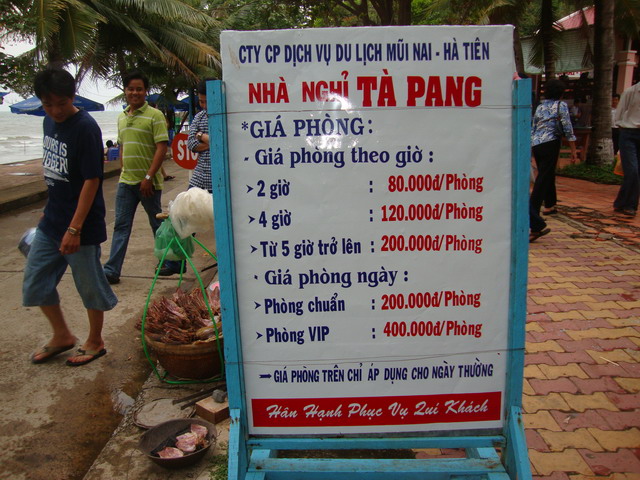 CTY CP DỊCH VỤ DU LỊCH MŨI NAI - HÀ TIÊN
NHÀ NGHỈ TÀ PANG
*GIÁ PHÒNG:
- Giá phòng theo giờ :
➢ 2 giờ : 80.000đ/Phòng
➢ 4 giờ : 120.000đ/Phòng
➢ Từ 5 giờ trở lên : 200.000đ/Phòng
- Giá phòng ngày :
➢ Phòng chuẩn : 200.000đ/Phòng
➢ Phòng VIP : 400.000đ/Phòng
➡ GIÁ PHÒNG TRÊN CHỈ ÁP DỤNG CHO NGÀY THƯỜNG
Hân Hạnh Phục Vụ Quí Khách